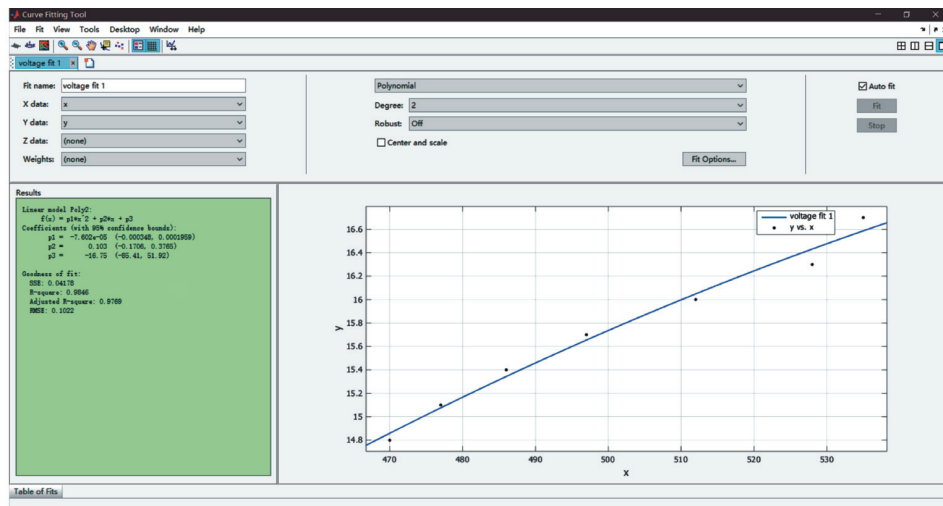 Curve Fitting Tool
File Fit View Tools Desktop Window Help
voltage fit 1
Fit name: voltage fit 1
X data: x
Y data: y
Z data: (none)
Weights: (none)
Polynomial
Degree: 2
Robust: Off
Center and scale
Fit Options...
Auto fit
Fit
Stop
Results
Linear model Poly2:
f(x) = p1*x^2 + p2*x + p3
Coefficients (with 95% confidence bounds):
p1 = -7.602e-05 (-0.000348, 0.0001959)
p2 = 0.103 (-0.1706, 0.3765)
p3 = -16.75 (-85.41, 51.92)
Goodness of fit:
SSE: 0.04178
R-square: 0.9846
Adjusted R-square: 0.9769
RMSE: 0.1022
voltage fit 1
y vs. x
16.6
16.4
16.2
16
15.8
15.6
15.4
15.2
15
14.8
y
470 480 490 500 510 520 530
x
Table of Fits